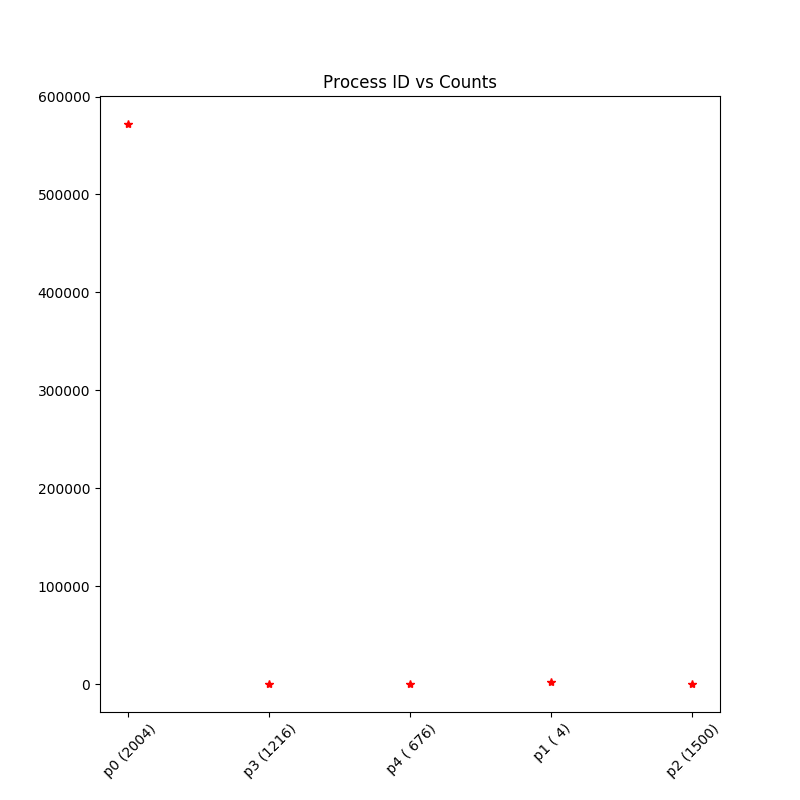 Process ID vs Counts
600000
500000
400000
300000
200000
100000
0
p0 (2004)
p3 (1216)
p4 ( 676)
p1 ( 4)
p2 (1500)